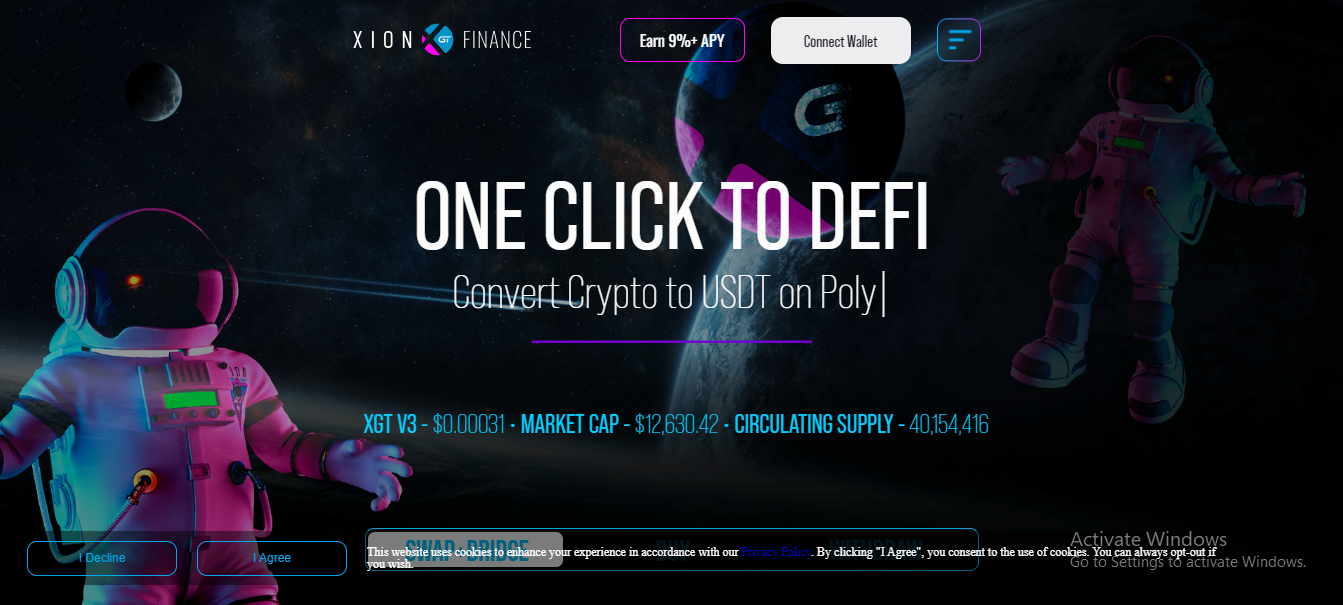 XION GT FINANCE
Earn 9%+ APY
Connect Wallet
G
ONE CLICK TO DEFI
Convert Crypto to USDT on Poly|
XION
XGT V3 - $0.00031 • MARKET CAP - $12,630.42 • CIRCULATING SUPPLY - 40,154,416
I Decline
I Agree
SWAP+BRIDGE
BUY
WITHDRAW
This website uses cookies to enhance your experience in accordance with our Privacy Policy. By clicking "I Agree", you consent to the use of cookies. You can always opt-out if
you wish.
Activate Windows
Go to Settings to activate Windows.